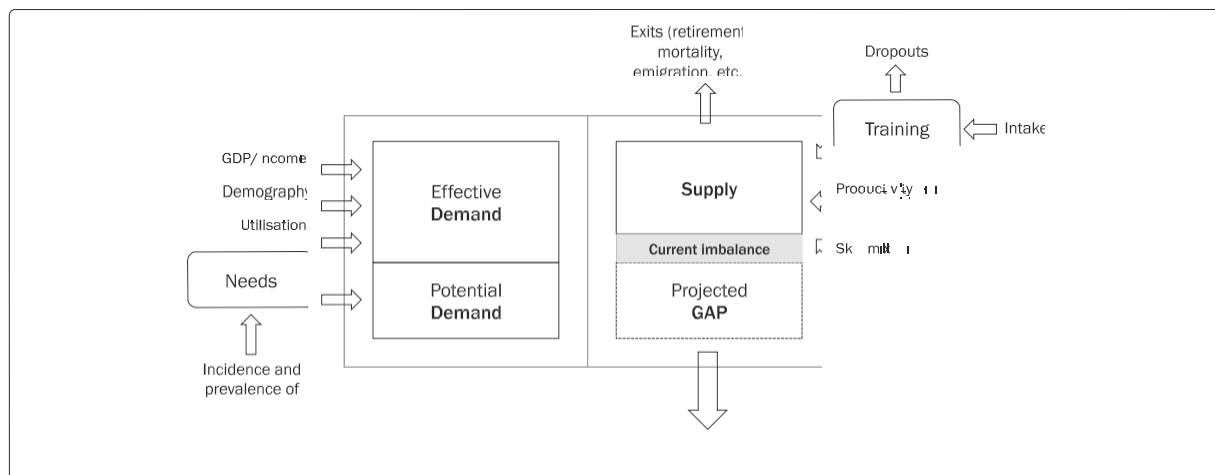 Exits (retirement
mortality,
emigration, etc.
Dropouts
Training
Intake
GDP/
Demography
Utilisation
Needs
Incidence and
prevalence of
Effective
Demand
Potential
Demand
Supply
Current imbalance
Projected
GAP